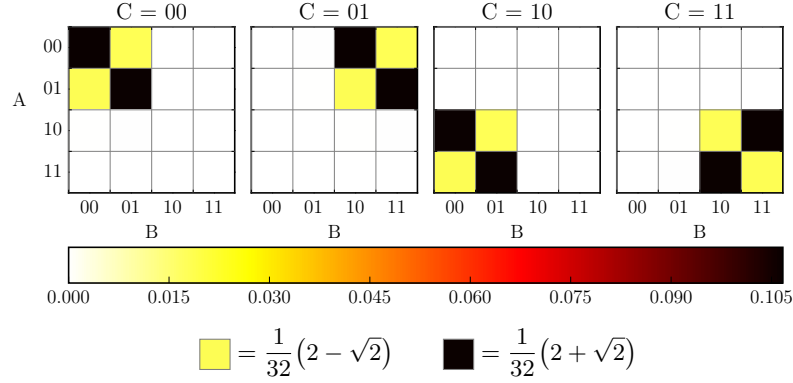 C = 00 C = 01 C = 10 C = 11
00
01
A
10
11
00 01 10 11 00 01 10 11 00 01 10 11 00 01 10 11
B B B B
0.000 0.015 0.030 0.045 0.060 0.075 0.090 0.105
= 1/32 (2 − √2) = 1/32 (2 + √2)